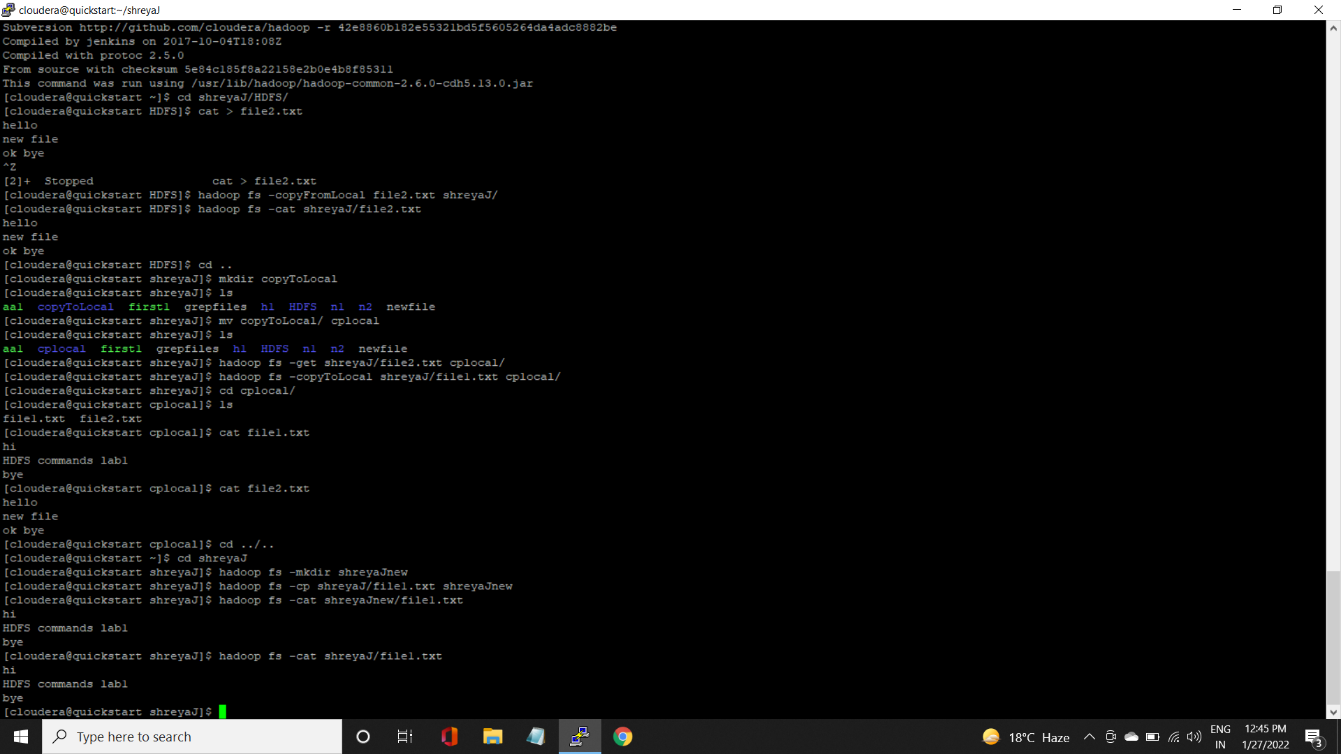 cloudera@quickstart:~/shreyaJ
Subversion http://github.com/cloudera/hadoop -r 42e8860b182e55321bd5f5605264da4adc8882be
Compiled by jenkins on 2017-10-04T18:08Z
Compiled with protoc 2.5.0
From source with checksum 5e84c185f8a22158e2b0e4b8f85311
This command was run using /usr/lib/hadoop/hadoop-common-2.6.0-cdh5.13.0.jar
[cloudera@quickstart ~]$ cd shreyaJ/HDFS/
[cloudera@quickstart HDFS]$ cat > file2.txt
hello
new file
ok bye
^Z
[2]+  Stopped                 cat > file2.txt
[cloudera@quickstart HDFS]$ hadoop fs -copyFromLocal file2.txt shreyaJ/
[cloudera@quickstart HDFS]$ hadoop fs -cat shreyaJ/file2.txt
hello
new file
ok bye
[cloudera@quickstart HDFS]$ cd ..
[cloudera@quickstart shreyaJ]$ mkdir copyToLocal
[cloudera@quickstart shreyaJ]$ ls
aa1  copyToLocal  first1  grepfiles  h1  HDFS  n1  n2  newfile
[cloudera@quickstart shreyaJ]$ mv copyToLocal/ cplocal
[cloudera@quickstart shreyaJ]$ ls
aa1  cplocal  first1  grepfiles  h1  HDFS  n1  n2  newfile
[cloudera@quickstart shreyaJ]$ hadoop fs -get shreyaJ/file2.txt cplocal/
[cloudera@quickstart shreyaJ]$ hadoop fs -copyToLocal shreyaJ/file1.txt cplocal/
[cloudera@quickstart shreyaJ]$ cd cplocal/
[cloudera@quickstart cplocal]$ ls
file1.txt  file2.txt
[cloudera@quickstart cplocal]$ cat file1.txt
hi
HDFS commands lab1
bye
[cloudera@quickstart cplocal]$ cat file2.txt
hello
new file
ok bye
[cloudera@quickstart cplocal]$ cd ../..
[cloudera@quickstart ~]$ cd shreyaJ
[cloudera@quickstart shreyaJ]$ hadoop fs -mkdir shreyaJnew
[cloudera@quickstart shreyaJ]$ hadoop fs -cp shreyaJ/file1.txt shreyaJnew
[cloudera@quickstart shreyaJ]$ hadoop fs -cat shreyaJnew/file1.txt
hi
HDFS commands lab1
bye
[cloudera@quickstart shreyaJ]$ hadoop fs -cat shreyaJ/file1.txt
hi
HDFS commands lab1
bye
[cloudera@quickstart shreyaJ]$
Type here to search
18°C Haze
ENG
IN
12:45 PM
1/27/2022
3